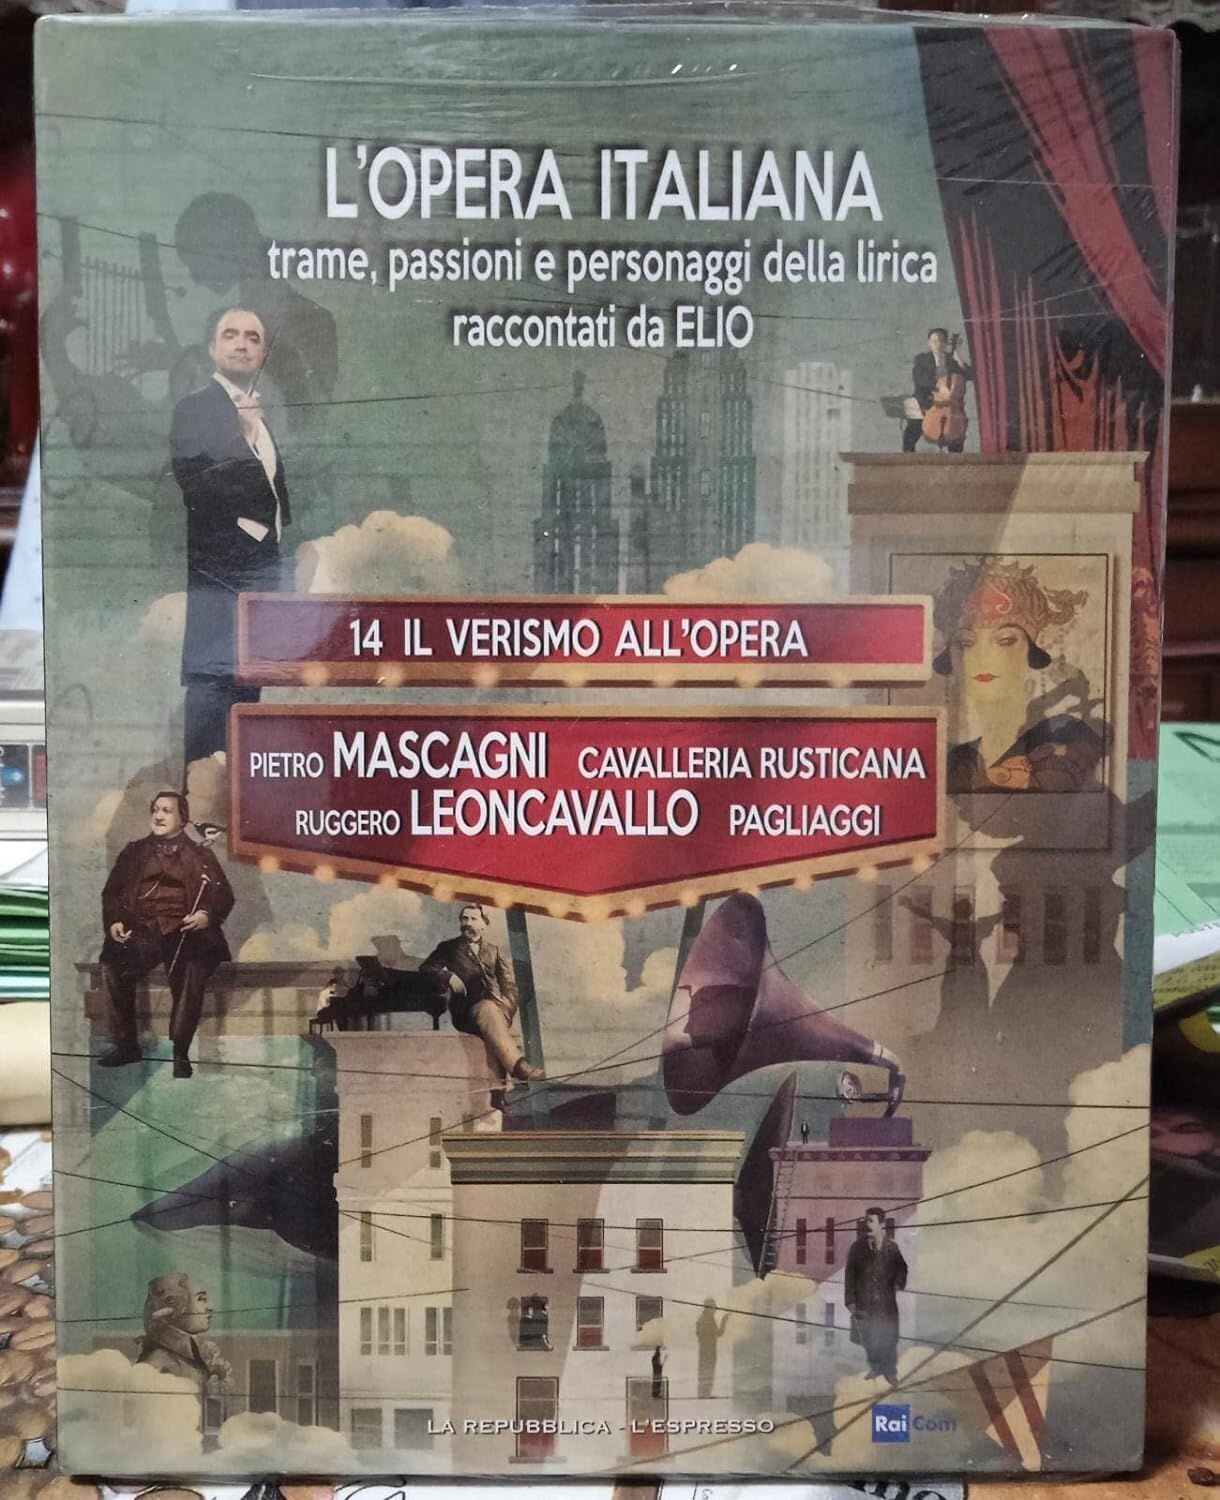 L'OPERA ITALIANA
trame, passioni e personaggi della lirica
raccontati da ELIO
14 IL VERISMO ALL'OPERA
PIETRO MASCAGNI CAVALLERIA RUSTICANA
RUGGERO LEONCAVALLO PAGLIAGGI
LA REPUBBLICA - L'ESPRESSO
Rai Com